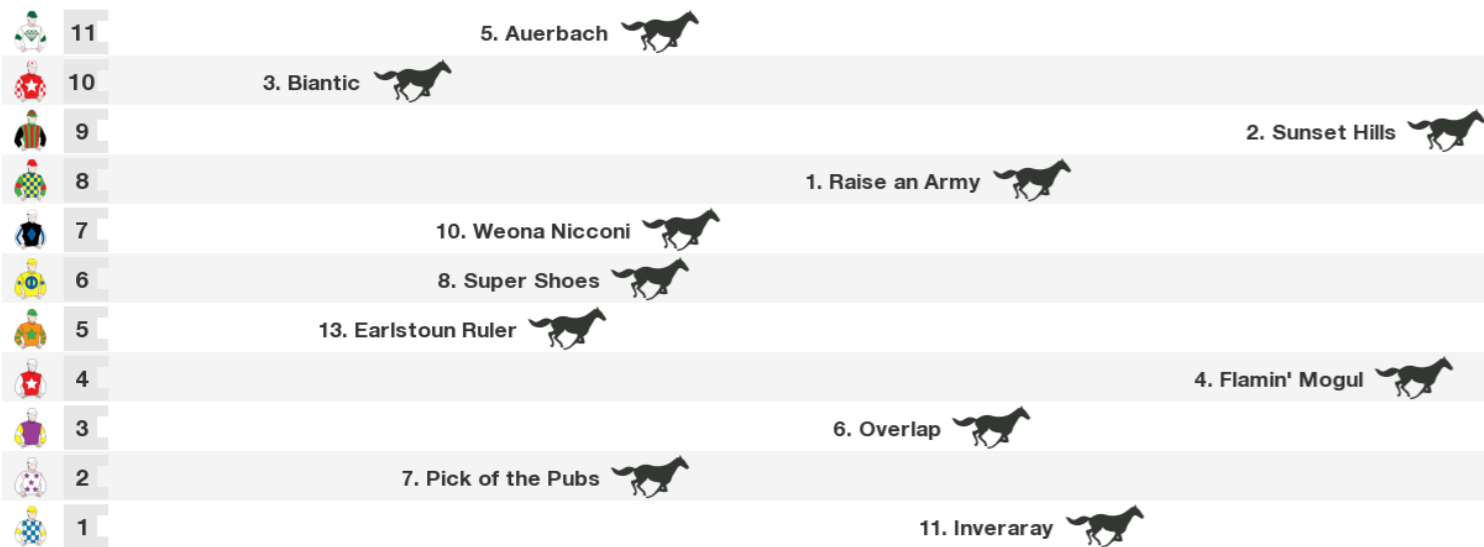 11 5. Auerbach
10 3. Biantic
9 2. Sunset Hills
8 1. Raise an Army
7 10. Weona Nicconi
6 8. Super Shoes
5 13. Earlstoun Ruler
4 4. Flamin' Mogul
3 6. Overlap
2 7. Pick of the Pubs
1 11. Inveraray